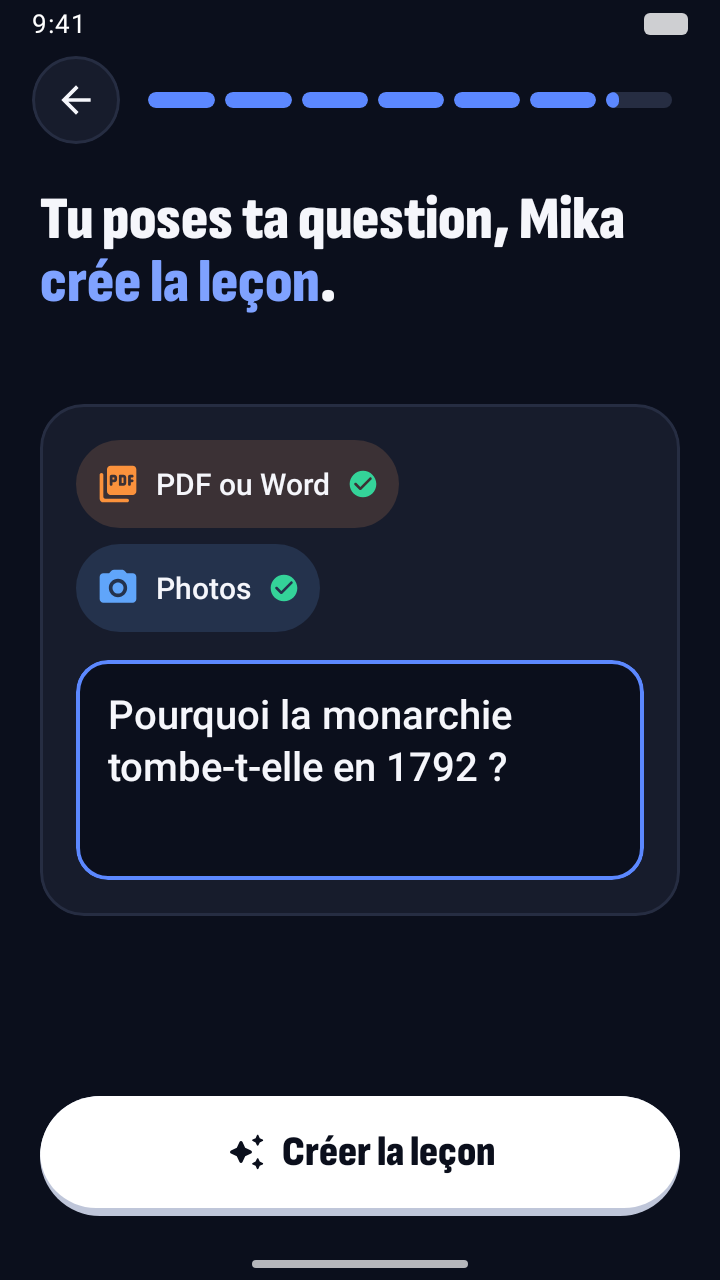 9:41
Tu poses ta question, Mika
crée la leçon.
PDF
PDF ou Word
Photos
Pourquoi la monarchie
tombe-t-elle en 1792 ?
Créer la leçon